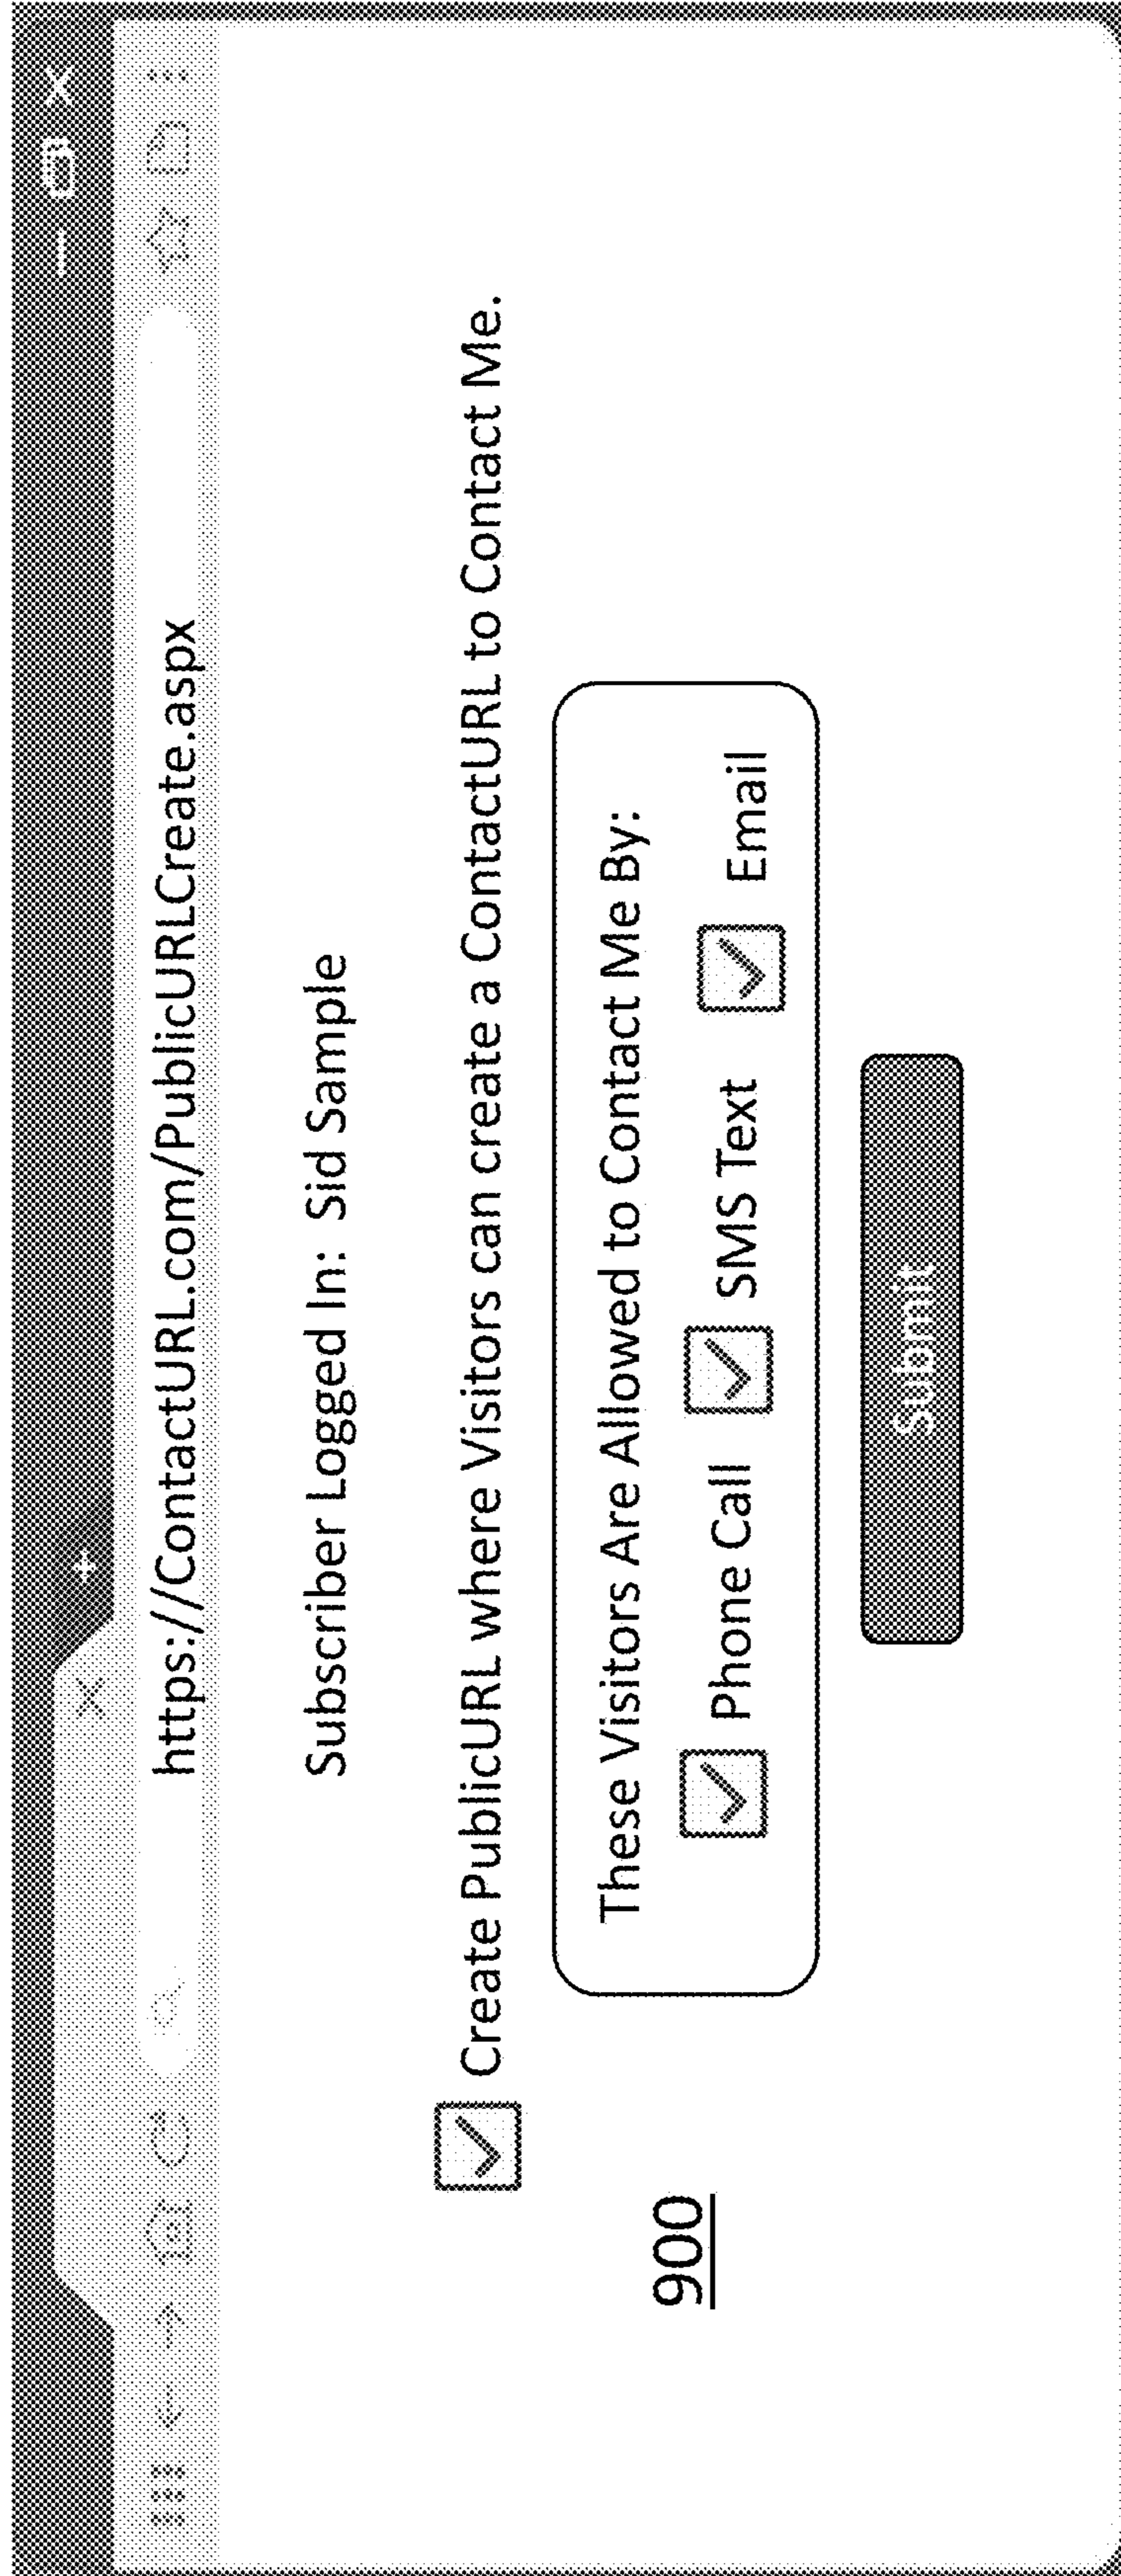 https://ContactURL.com/PublicURLCreate.aspx
Subscriber Logged In: Sid Sample
Create PublicURL where Visitors can create a ContactURL to Contact Me.
These Visitors Are Allowed to Contact Me By:
Phone Call SMS Text Email
900
Submit